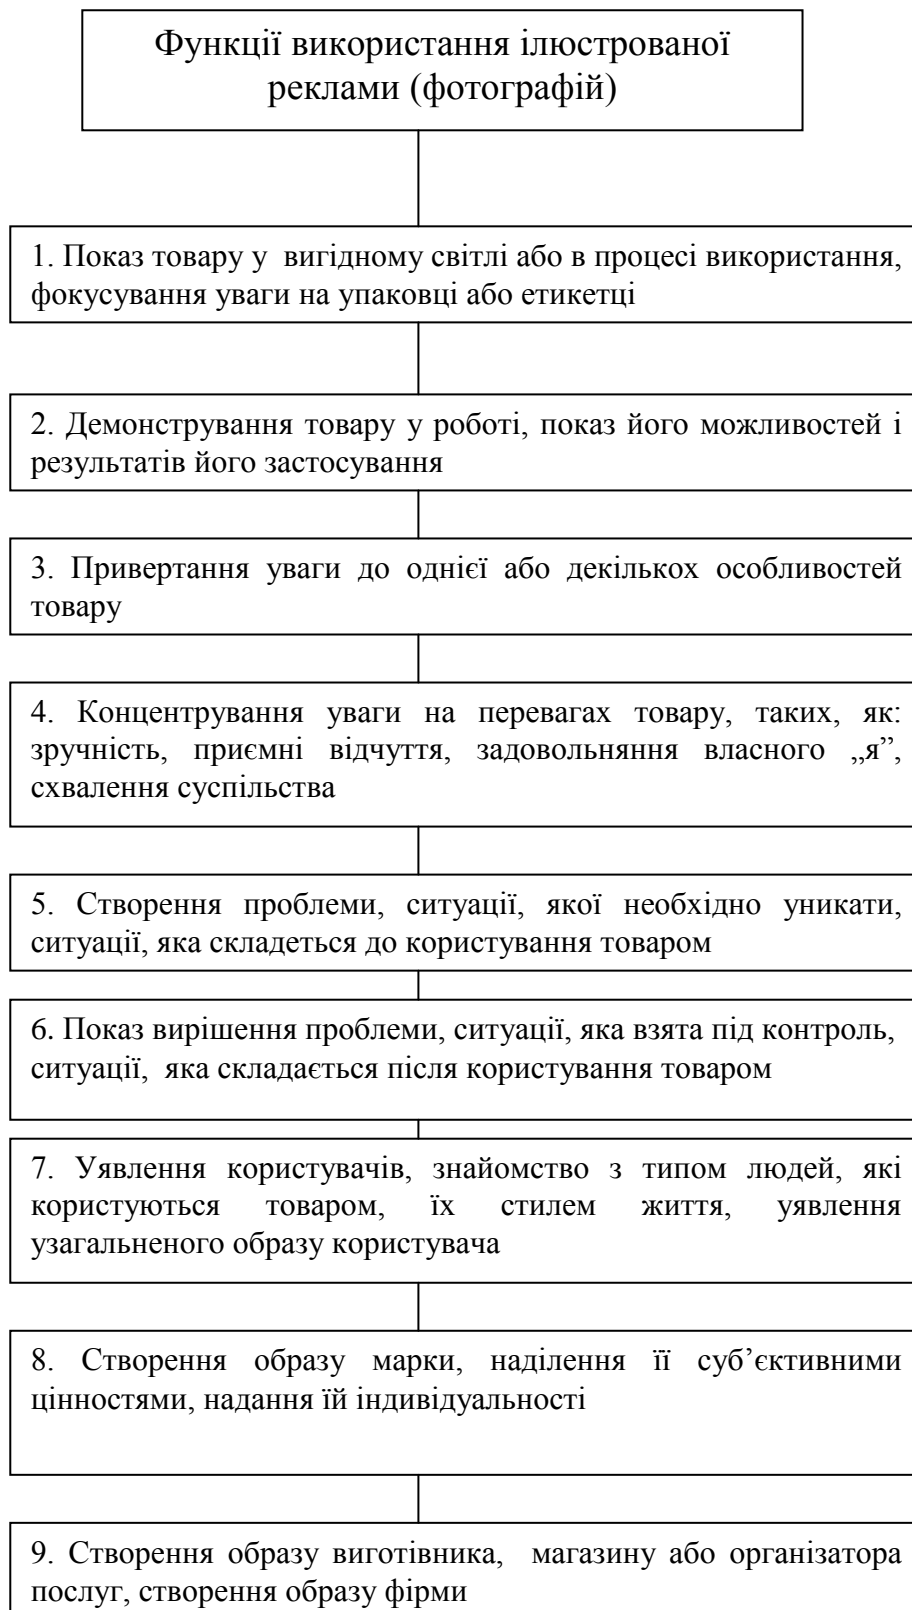 Функції використання ілюстрованої
реклами (фотографій)
1. Показ товару у вигідному світлі або в процесі використання,
фокусування уваги на упаковці або етикетці
2. Демонстрування товару у роботі, показ його можливостей і
результатів його застосування
3. Привертання уваги до однієї або декількох особливостей
товару
4. Концентрування уваги на перевагах товару, таких, як:
зручність, приємні відчуття, задовольняння власного „я”,
схвалення суспільства
5. Створення проблеми, ситуації, якої необхідно уникати,
ситуації, яка складеться до користування товаром
6. Показ вирішення проблеми, ситуації, яка взята під контроль,
ситуації, яка складається після користування товаром
7. Уявлення користувачів, знайомство з типом людей, які
користуються товаром, їх стилем життя, уявлення
узагальненого образу користувача
8. Створення образу марки, наділення її суб’єктивними
цінностями, надання їй індивідуальності
9. Створення образу виготівника, магазину або організатора
послуг, створення образу фірми